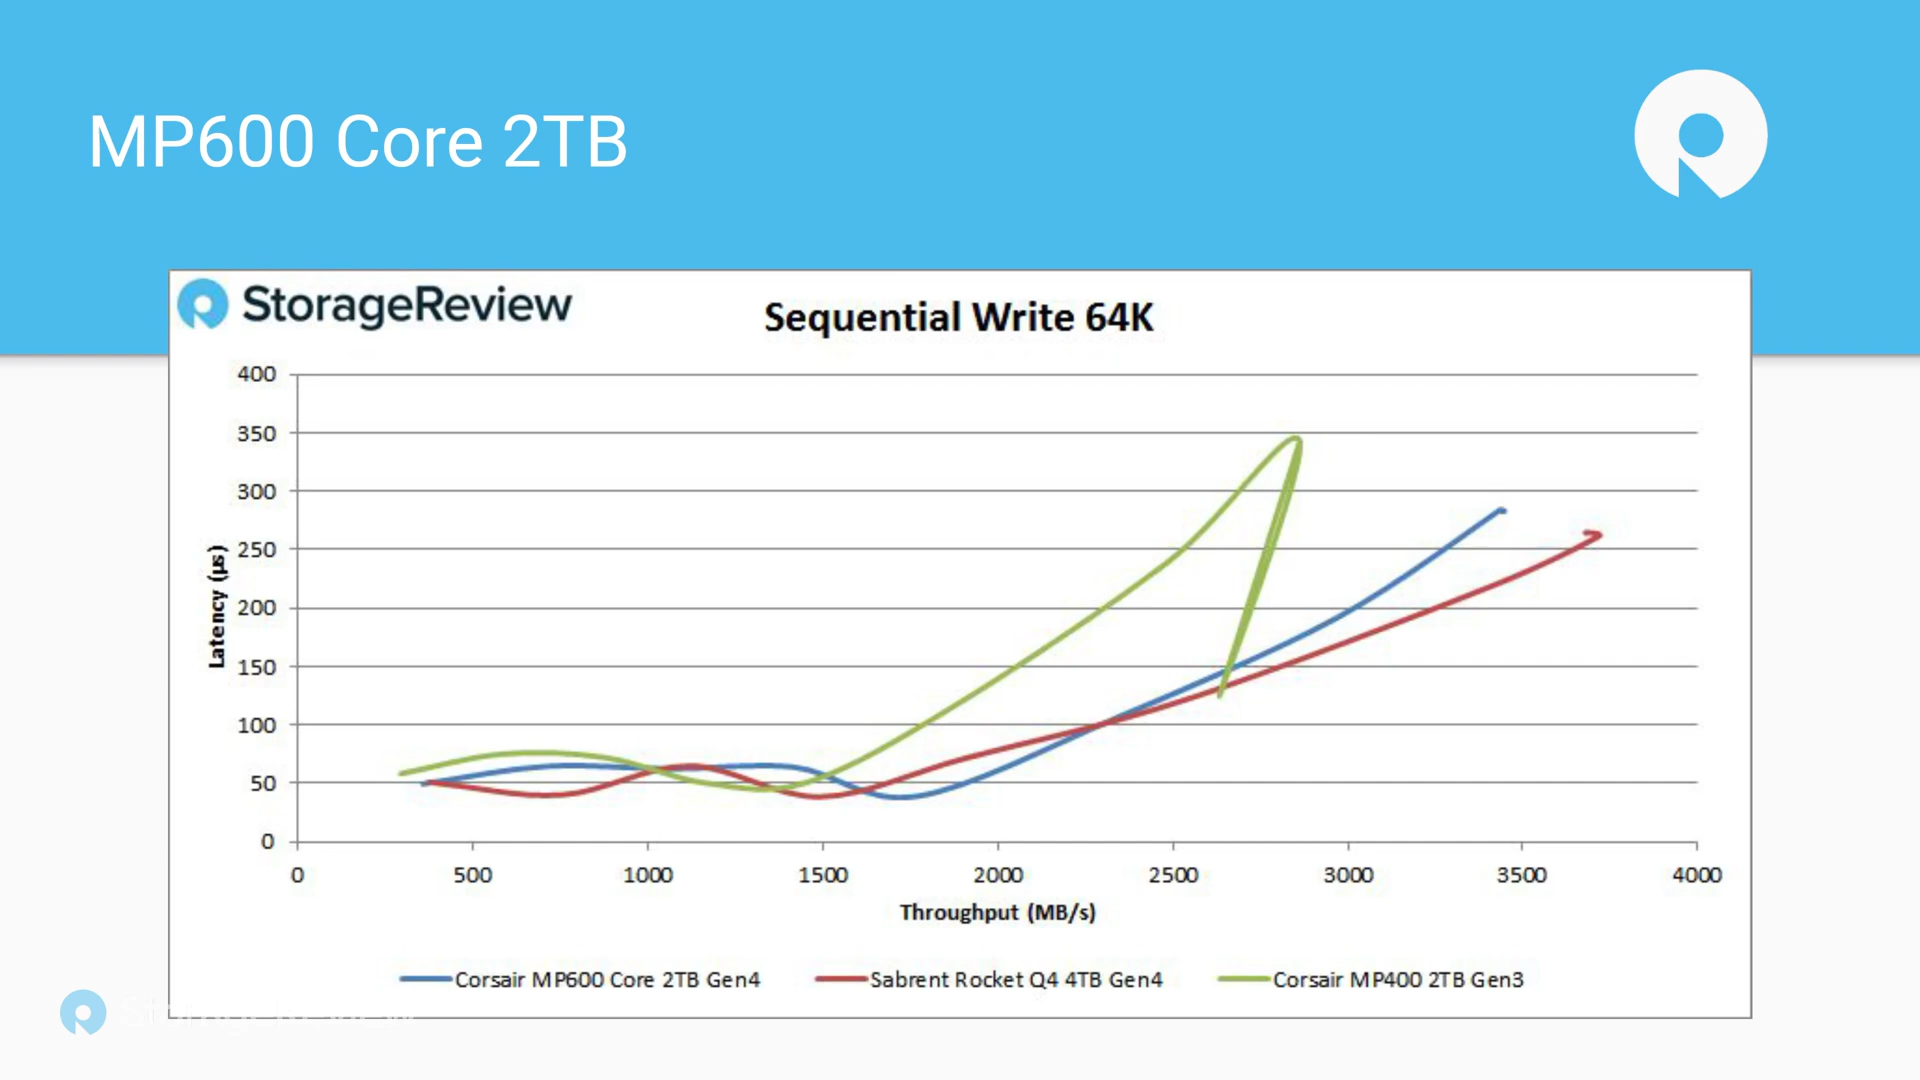 MP600 Core 2TB
StorageReview
Sequential Write 64K
400
350
300
250
200
150
100
50
0
Latency (µs)
0 500 1000 1500 2000 2500 3000 3500 4000
Throughput (MB/s)
Corsair MP600 Core 2TB Gen4 Sabrent Rocket Q4 4TB Gen4 Corsair MP400 2TB Gen3